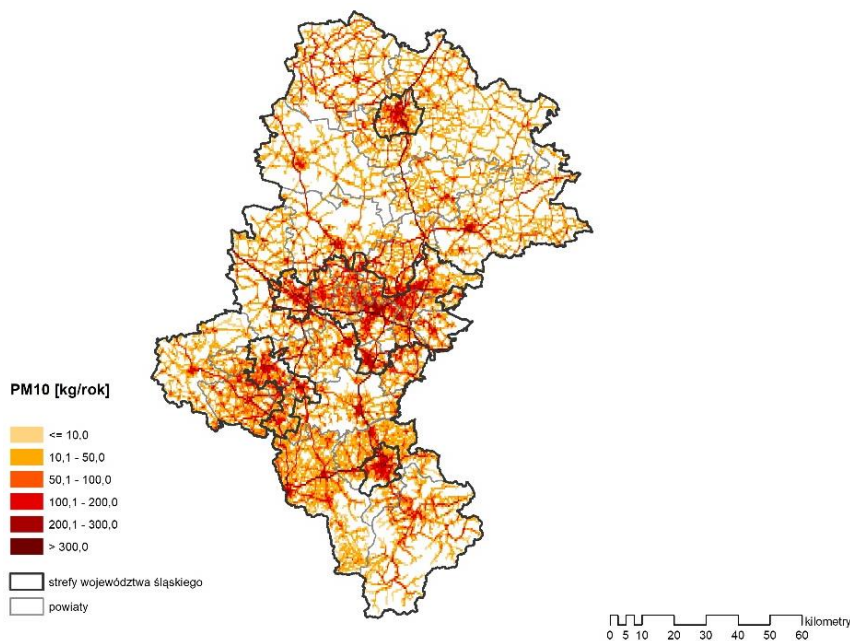 PM10 [kg/rok]
<= 10,0
10,1 - 50,0
50,1 - 100,0
100,1 - 200,0
200,1 - 300,0
> 300,0
strefy województwa śląskiego
powiaty
kilometry
0 5 10 20 30 40 50 60